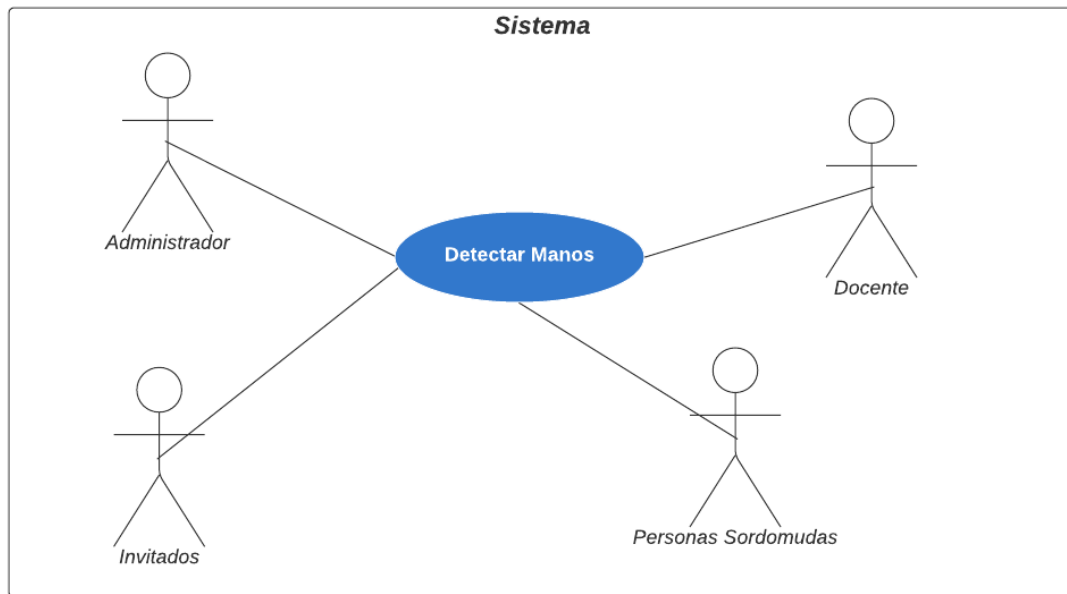 Sistema
Administrador
Detectar Manos
Docente
Invitados
Personas Sordomudas